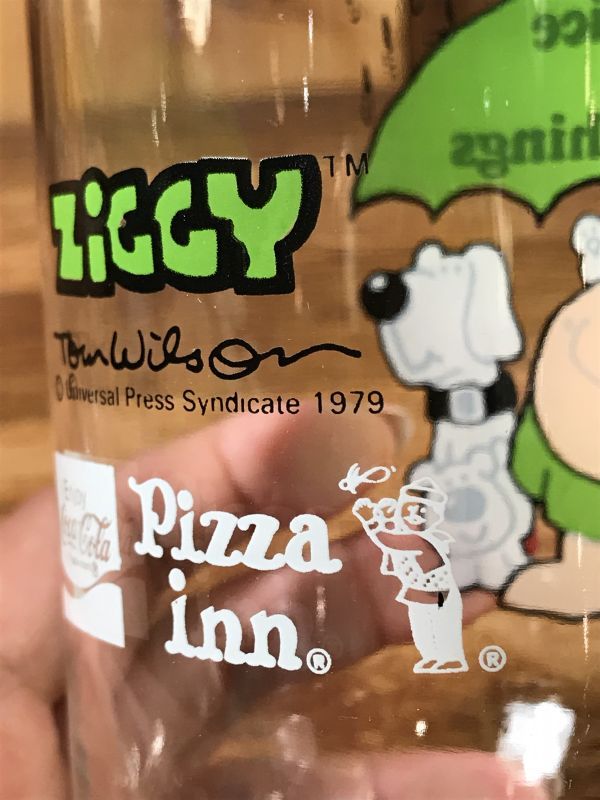 ZiGGY™
Tom Wilson
© Universal Press Syndicate 1979
Enjoy
Coca-Cola
Pizza
inn®
®